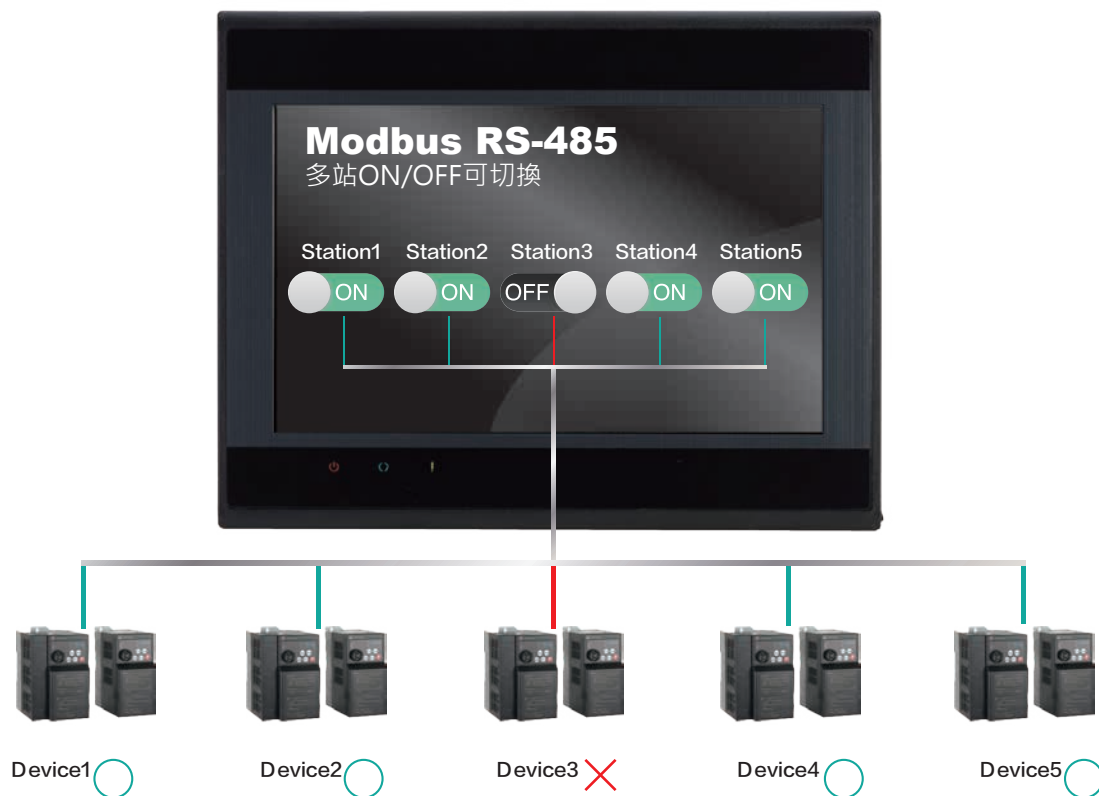 Modbus RS-485
多站ON/OFF可切換
Station1 Station2 Station3 Station4 Station5
ON ON OFF ON ON
Device1 Device2 Device3 Device4 Device5